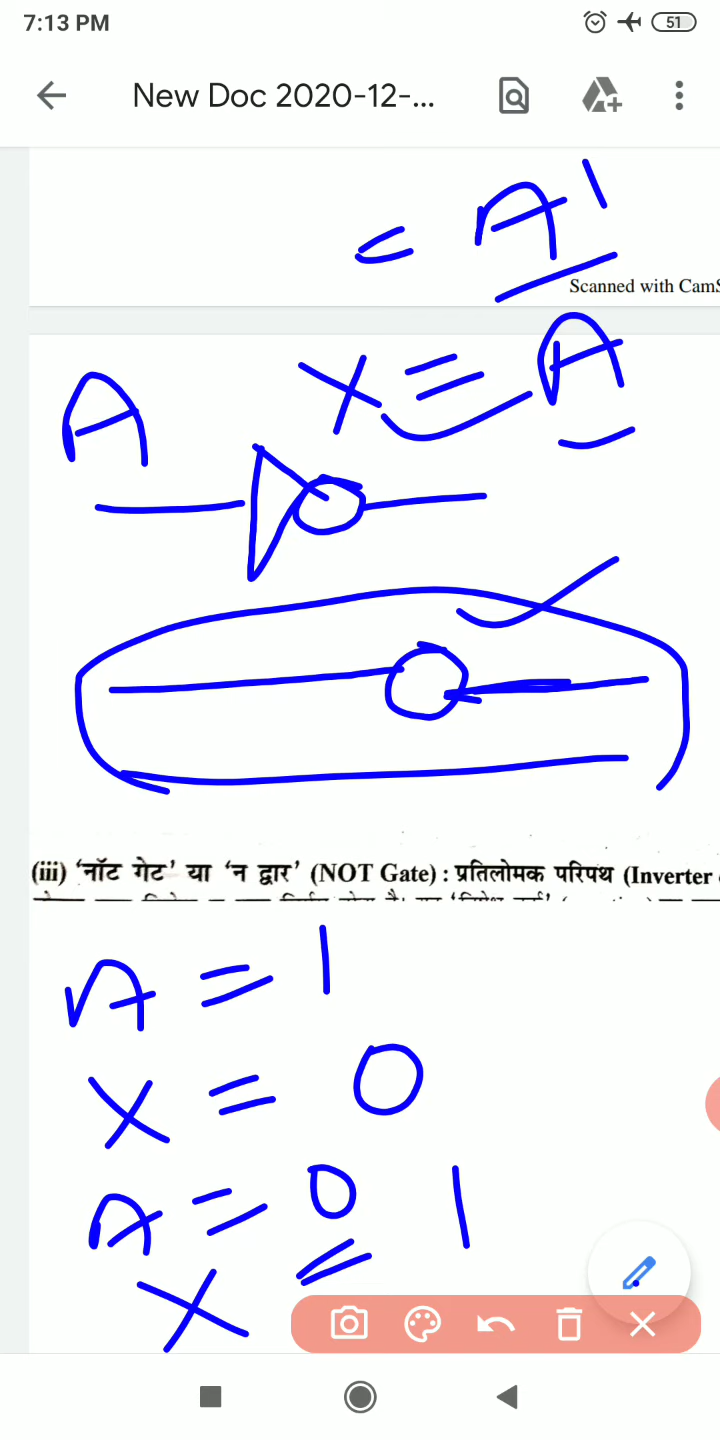 7:13 PM
51
New Doc 2020-12-...
= A'
Scanned with CamS
X = A
A
(iii) ‘नॉट गेट’ या ‘न द्वार’ (NOT Gate) : प्रतिलोमक परिपथ (Inverter
A = 1
X = 0
A = 0 1
X